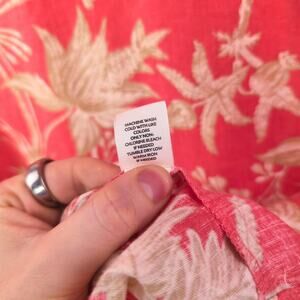 MACHINE WASH
COLD WITH LIKE
COLORS
ONLY NON-
CHLORINE BLEACH
IF NEEDED
TUMBLE DRY LOW
WARM IRON
IF NEEDED